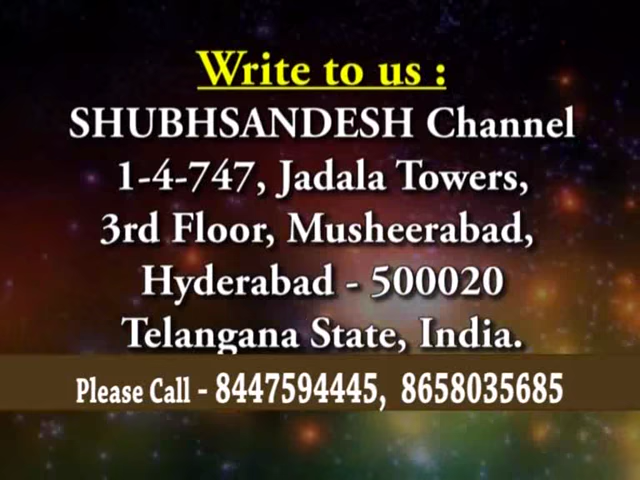 Write to us :
SHUBHSANDESH Channel
1-4-747, Jadala Towers,
3rd Floor, Musheerabad,
Hyderabad - 500020
Telangana State, India.
Please Call - 8447594445, 8658035685